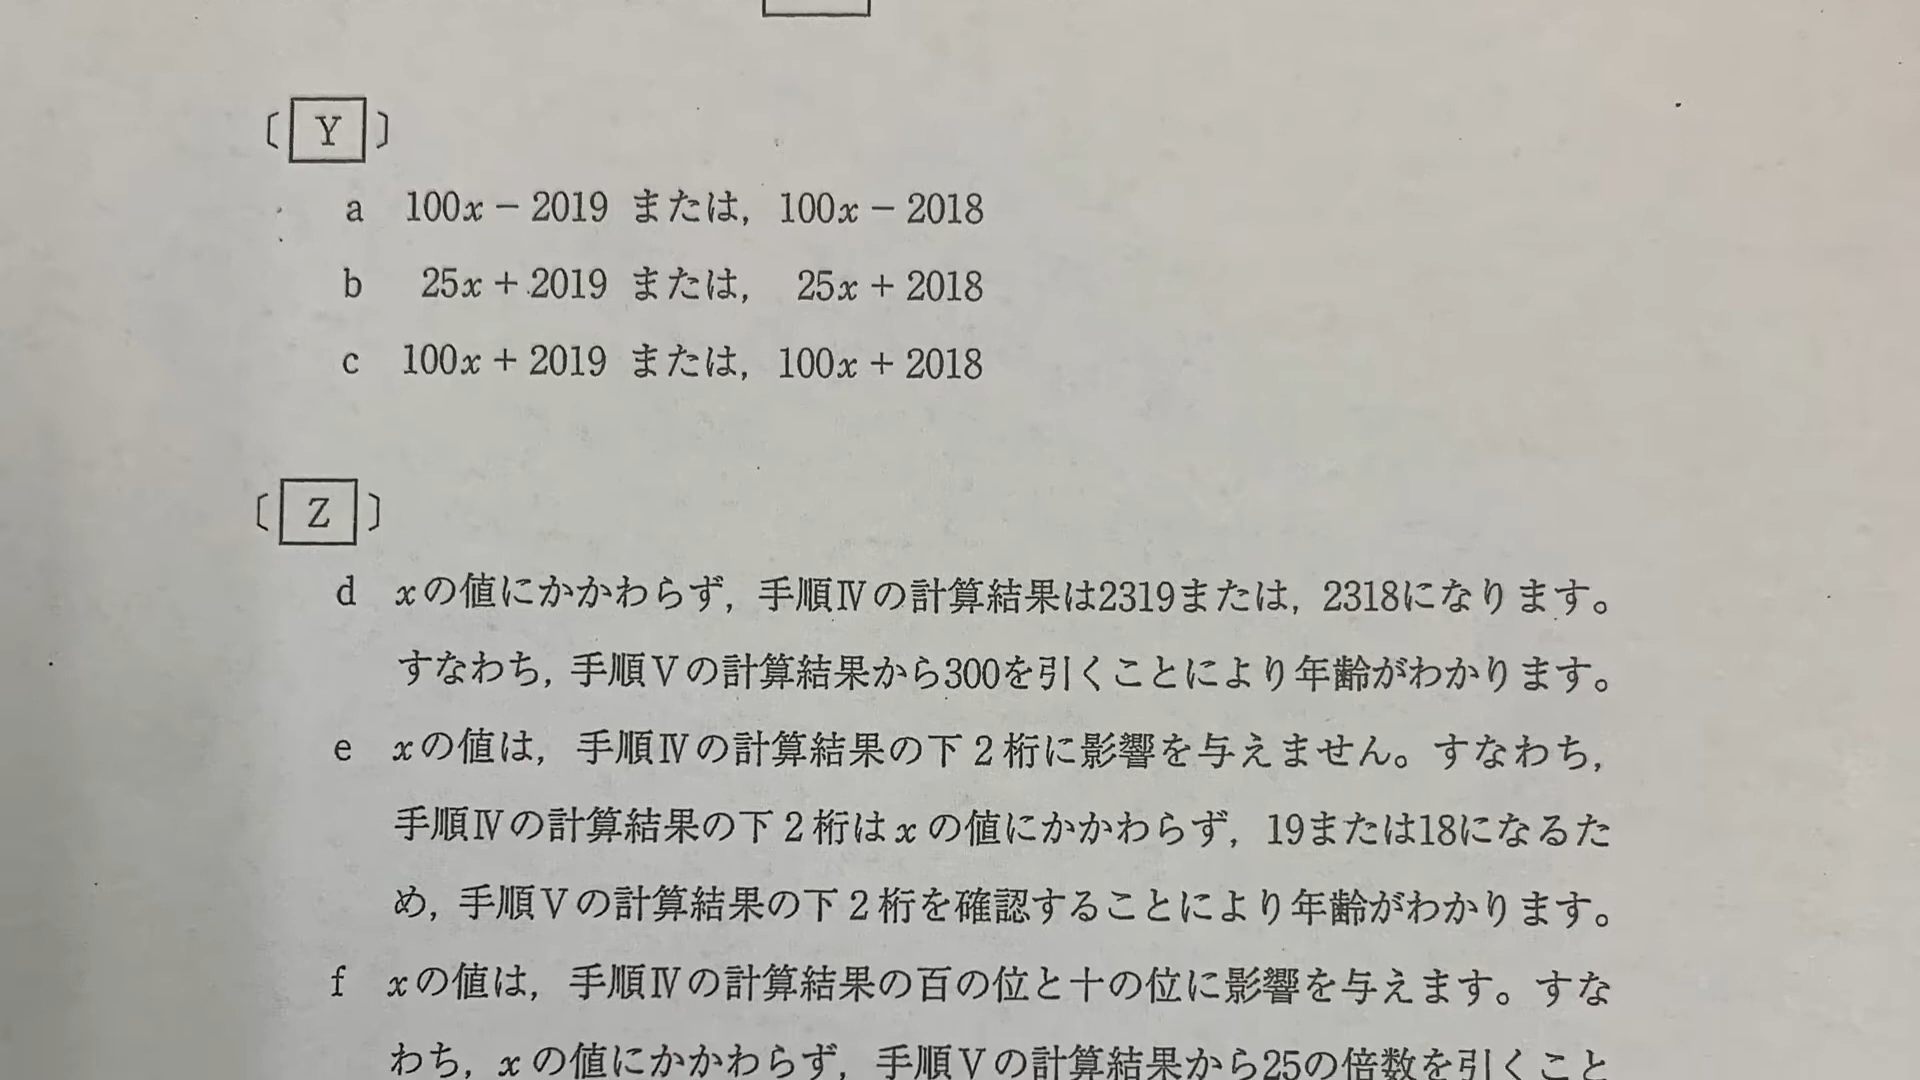 〔 Y 〕
a 100x − 2019 または, 100x − 2018
b 25x + 2019 または, 25x + 2018
c 100x + 2019 または, 100x + 2018
〔 Z 〕
d xの値にかかわらず, 手順Ⅳの計算結果は2319または, 2318になります。
すなわち, 手順Ⅴの計算結果から300を引くことにより年齢がわかります。
e xの値は, 手順Ⅳの計算結果の下2桁に影響を与えません。すなわち,
手順Ⅳの計算結果の下2桁はxの値にかかわらず, 19または18になるた
め, 手順Ⅴの計算結果の下2桁を確認することにより年齢がわかります。
f xの値は, 手順Ⅳの計算結果の百の位と十の位に影響を与えます。すな
わち, xの値にかかわらず, 手順Ⅴの計算結果から25の倍数を引くこと